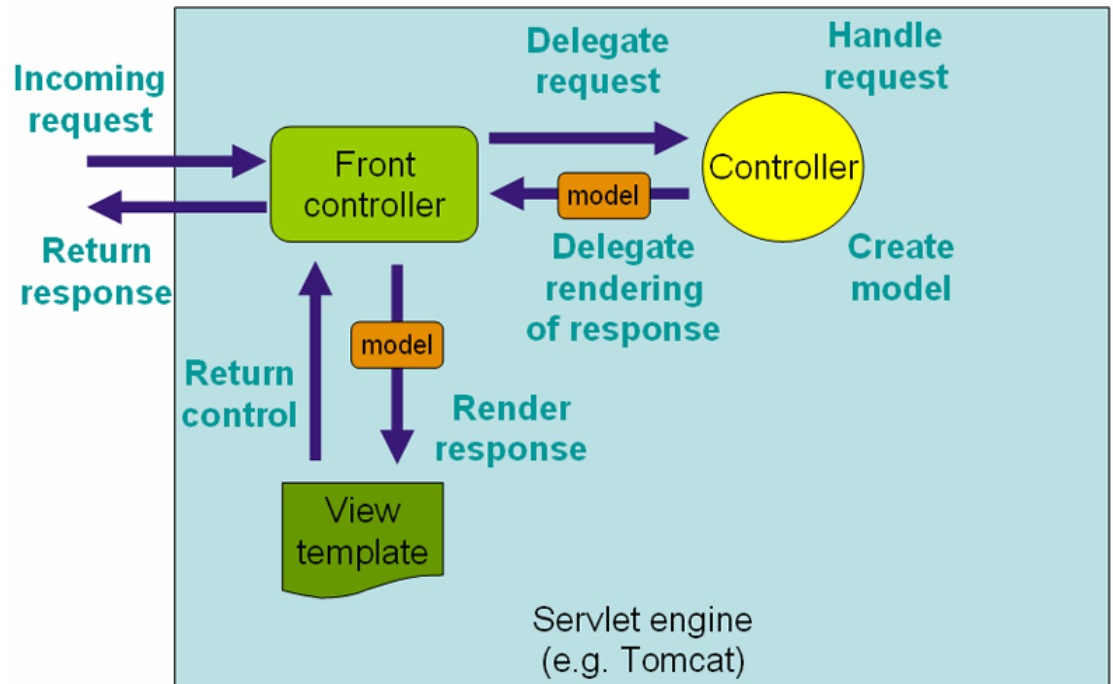 Incoming
request
Return
response
Front
controller
Delegate
request
Handle
request
Controller
model
Delegate
rendering
of response
Create
model
model
Return
control
Render
response
View
template
Servlet engine
(e.g. Tomcat)